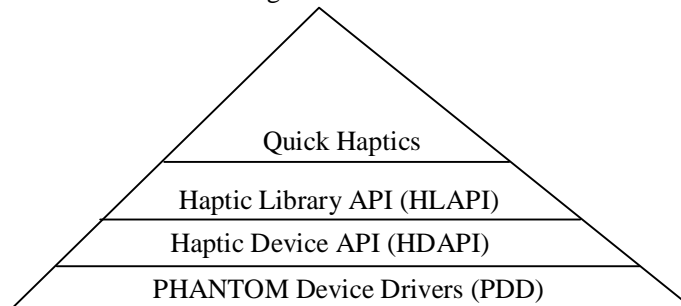 Quick Haptics
Haptic Library API (HLAPI)
Haptic Device API (HDAPI)
PHANTOM Device Drivers (PDD)